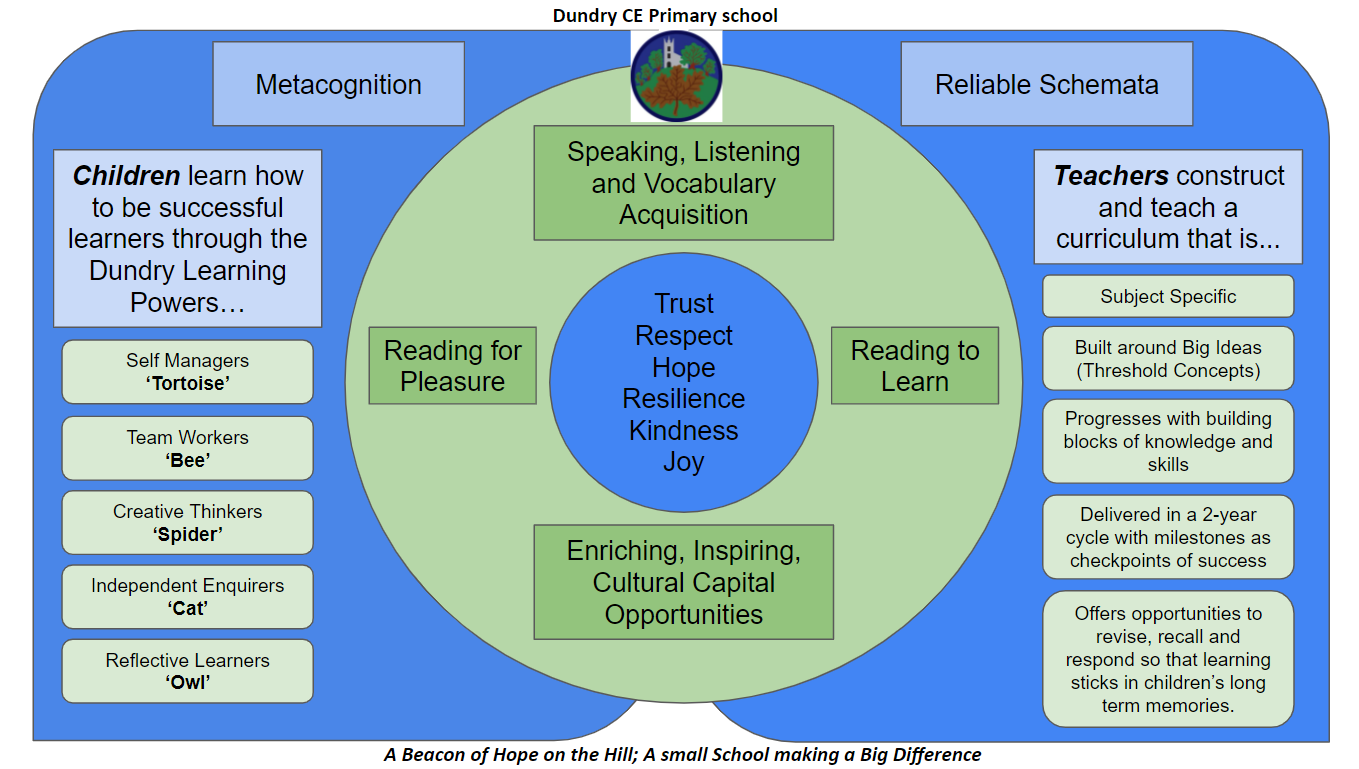 Dundry CE Primary school
Metacognition
Children learn how
to be successful
learners through the
Dundry Learning
Powers…
Self Managers
‘Tortoise’
Team Workers
‘Bee’
Creative Thinkers
‘Spider’
Independent Enquirers
‘Cat’
Reflective Learners
‘Owl’
Speaking, Listening
and Vocabulary
Acquisition
Reading for
Pleasure
Trust
Respect
Hope
Resilience
Kindness
Joy
Reading to
Learn
Enriching, Inspiring,
Cultural Capital
Opportunities
Reliable Schemata
Teachers construct
and teach a
curriculum that is...
Subject Specific
Built around Big Ideas
(Threshold Concepts)
Progresses with building
blocks of knowledge and
skills
Delivered in a 2-year
cycle with milestones as
checkpoints of success
Offers opportunities to
revise, recall and
respond so that learning
sticks in children’s long
term memories.
A Beacon of Hope on the Hill; A small School making a Big Difference